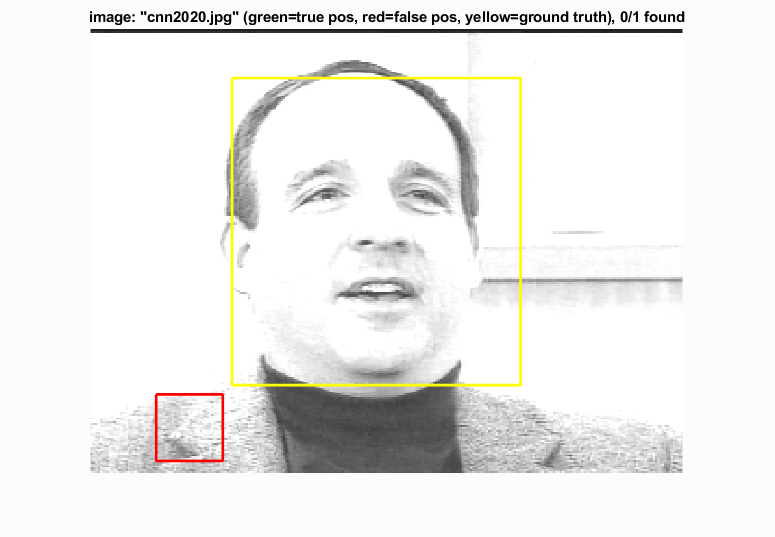 image: "cnn2020.jpg" (green=true pos, red=false pos, yellow=ground truth), 0/1 found